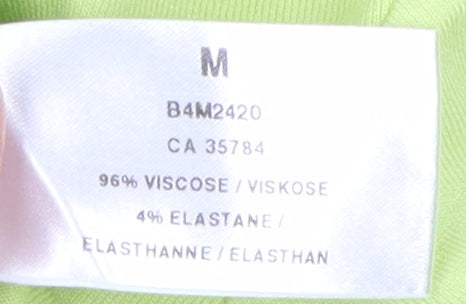 M
B4M2420
CA 35784
96% VISCOSE / VISKOSE
4% ELASTANE /
ELASTHANNE / ELASTHAN